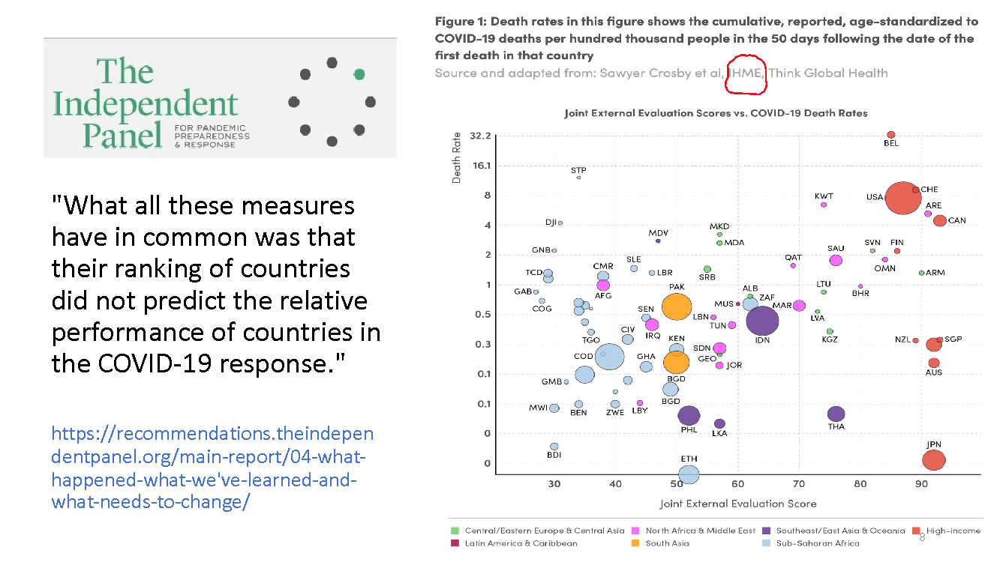 The
Independent
Panel
FOR PANDEMIC
PREPAREDNESS
& RESPONSE
"What all these measures
have in common was that
their ranking of countries
did not predict the relative
performance of countries in
the COVID-19 response."
https://recommendations.theindepen
dentpanel.org/main-report/04-what-
happened-what-we've-learned-and-
what-needs-to-change/
Figure 1: Death rates in this figure shows the cumulative, reported, age-standardized to
COVID-19 deaths per hundred thousand people in the 50 days following the date of the
first death in that country
Source and adapted from: Sawyer Crosby et al, IHME, Think Global Health
Joint External Evaluation Scores vs. COVID-19 Death Rates
Death Rate
32.2
16.1
8
4
2
1
0.5
0.3
0.1
0.1
0
0
BEL
STP
CHE
USA
KWT
ARE
CAN
DJI
MDV
MKD
MDA
GNB
SAU
SVN
FIN
QAT
OMN
SLE
CMR
TCD
LBR
SRB
ARM
AFG
GAB
PAK
ALB
LTU
BHR
COG
MUS
ZAF
MAR
SEN
LBN
LVA
TUN
TGO
CIV
IRQ
IDN
KGZ
NZL
SGP
KEN
SDN
COD
GHA
GEO
JOR
AUS
GMB
BGD
BGD
MWI
BEN
ZWE
LBY
PHL
LKA
THA
BDI
ETH
JPN
30 40 50 60 70 80 90
Joint External Evaluation Score
Central/Eastern Europe & Central Asia North Africa & Middle East Southeast/East Asia & Oceania High-income
Latin America & Caribbean South Asia Sub-Saharan Africa
8